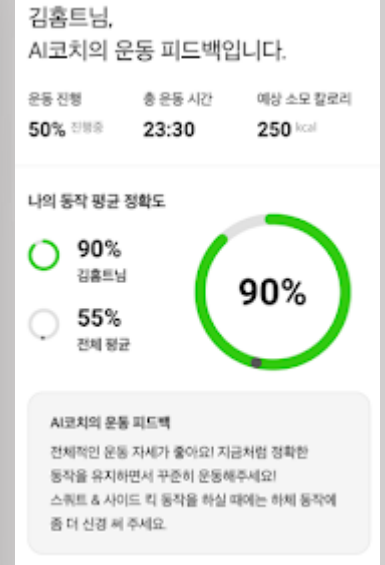 김홈트님,
AI코치의 운동 피드백입니다.
운동 진행
총 운동 시간
예상 소모 칼로리
50% 진행중
23:30
250 kcal
나의 동작 평균 정확도
90%
김홈트님
55%
전체 평균
90%
AI코치의 운동 피드백
전체적인 운동 자세가 좋아요! 지금처럼 정확한
동작을 유지하면서 꾸준히 운동해주세요!
스쿼트 & 사이드 킥 동작을 하실 때에는 하체 동작에
좀 더 신경 써 주세요.